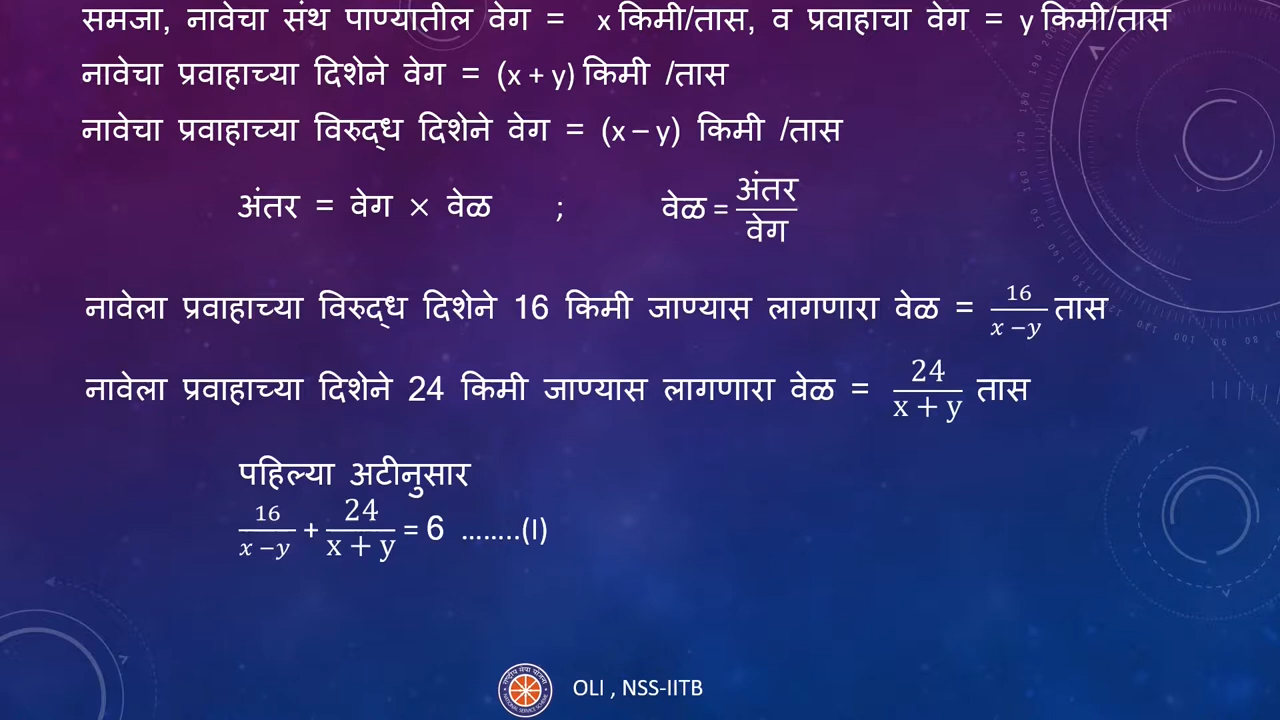 समजा, नावेचा संथ पाण्यातील वेग = x किमी/तास, व प्रवाहाचा वेग = y किमी/तास
नावेचा प्रवाहाच्या दिशेने वेग = (x + y) किमी /तास
नावेचा प्रवाहाच्या विरुद्ध दिशेने वेग = (x – y) किमी /तास
अंतर = वेग × वेळ ; वेळ = अंतर/वेग
नावेला प्रवाहाच्या विरुद्ध दिशेने 16 किमी जाण्यास लागणारा वेळ = 16/(x – y) तास
नावेला प्रवाहाच्या दिशेने 24 किमी जाण्यास लागणारा वेळ = 24/(x + y) तास
पहिल्या अटीनुसार
16/(x – y) + 24/(x + y) = 6 ........(I)
OLI , NSS-IITB